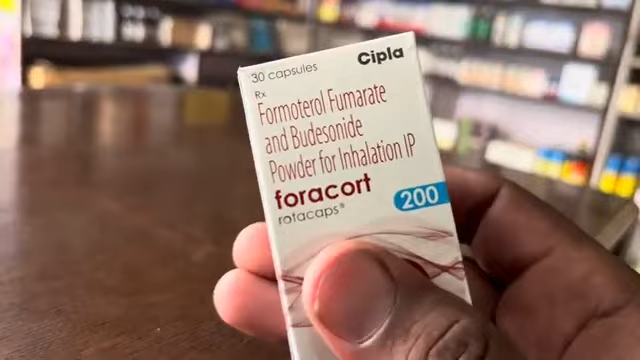 30 capsules
Cipla
Rx
Formoterol Fumarate
and Budesonide
Powder for Inhalation IP
foracort
200
rotacaps®